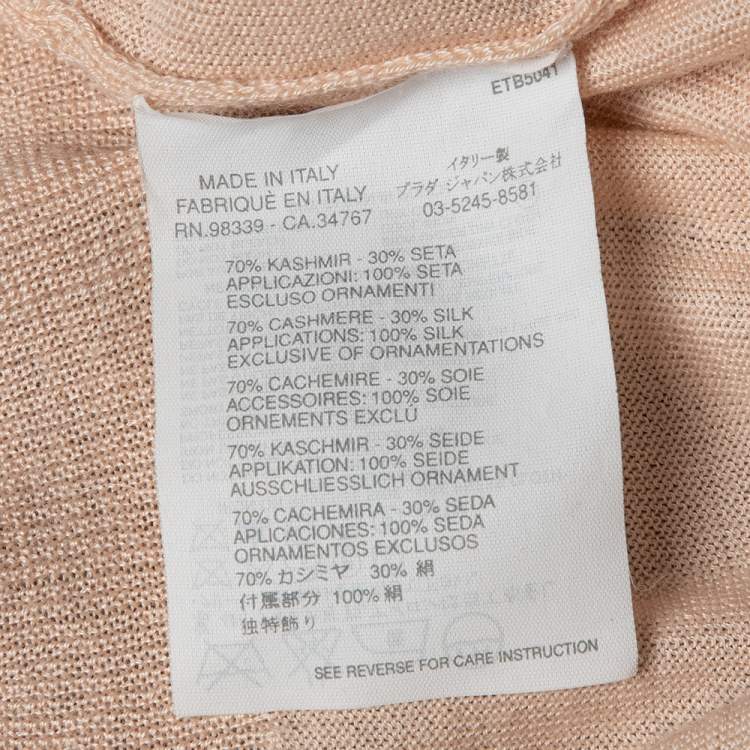 ETB5041
MADE IN ITALY
FABRIQUÈ EN ITALY
RN.98339 - CA.34767
イタリー製
プラダ ジャパン株式会社
03-5245-8581
70% KASHMIR - 30% SETA
APPLICAZIONI: 100% SETA
ESCLUSO ORNAMENTI
70% CASHMERE - 30% SILK
APPLICATIONS: 100% SILK
EXCLUSIVE OF ORNAMENTATIONS
70% CACHEMIRE - 30% SOIE
ACCESSOIRES: 100% SOIE
ORNEMENTS EXCLÚ
70% KASCHMIR - 30% SEIDE
APPLIKATION: 100% SEIDE
AUSSCHLIESSLICH ORNAMENT
70% CACHEMIRA - 30% SEDA
APLICACIONES: 100% SEDA
ORNAMENTOS EXCLUSOS
70% カシミヤ 30% 絹
付属部分 100% 絹
独特飾り
SEE REVERSE FOR CARE INSTRUCTION